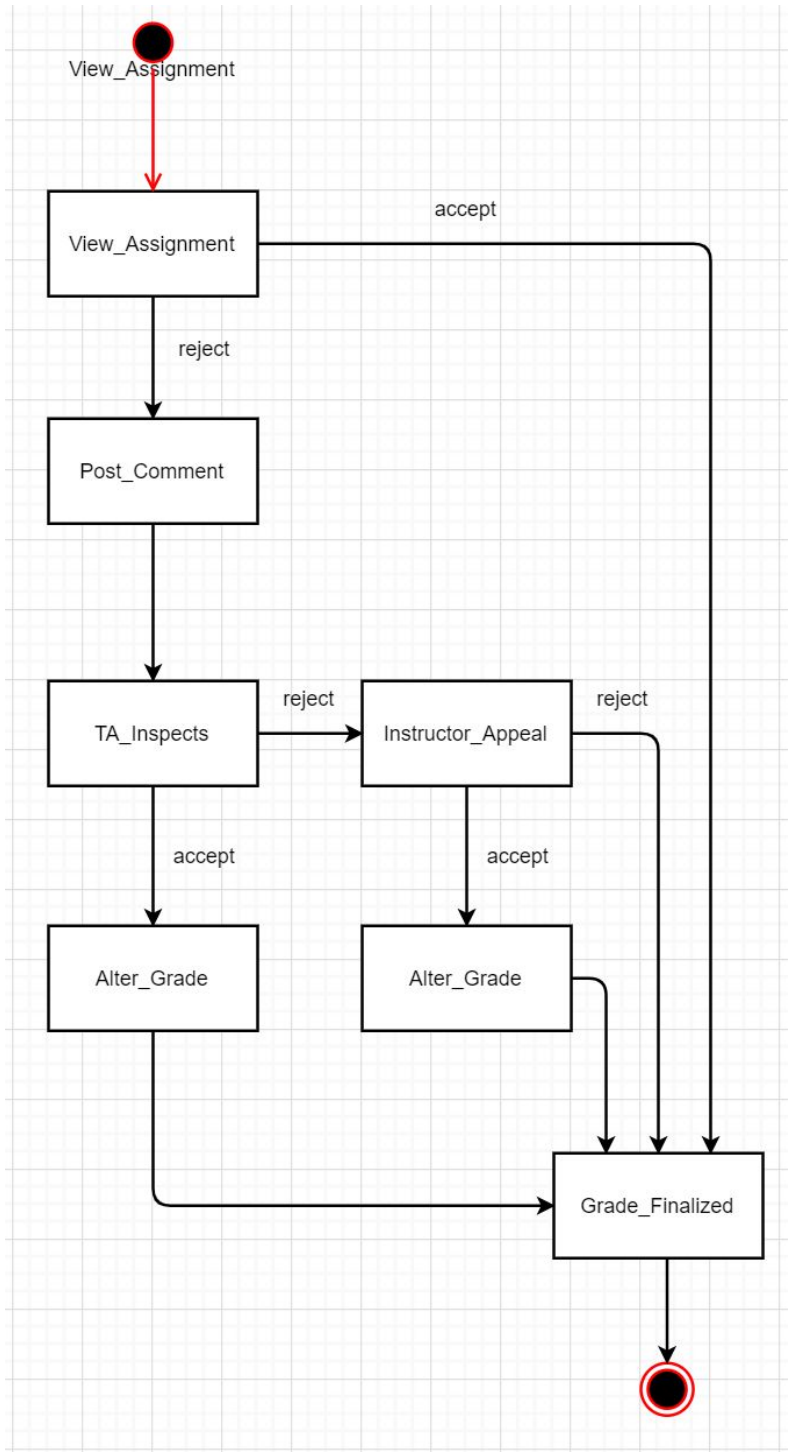 View_Assignment
accept
View_Assignment
reject
Post_Comment
reject
reject
TA_Inspects
Instructor_Appeal
accept
accept
Alter_Grade
Alter_Grade
Grade_Finalized